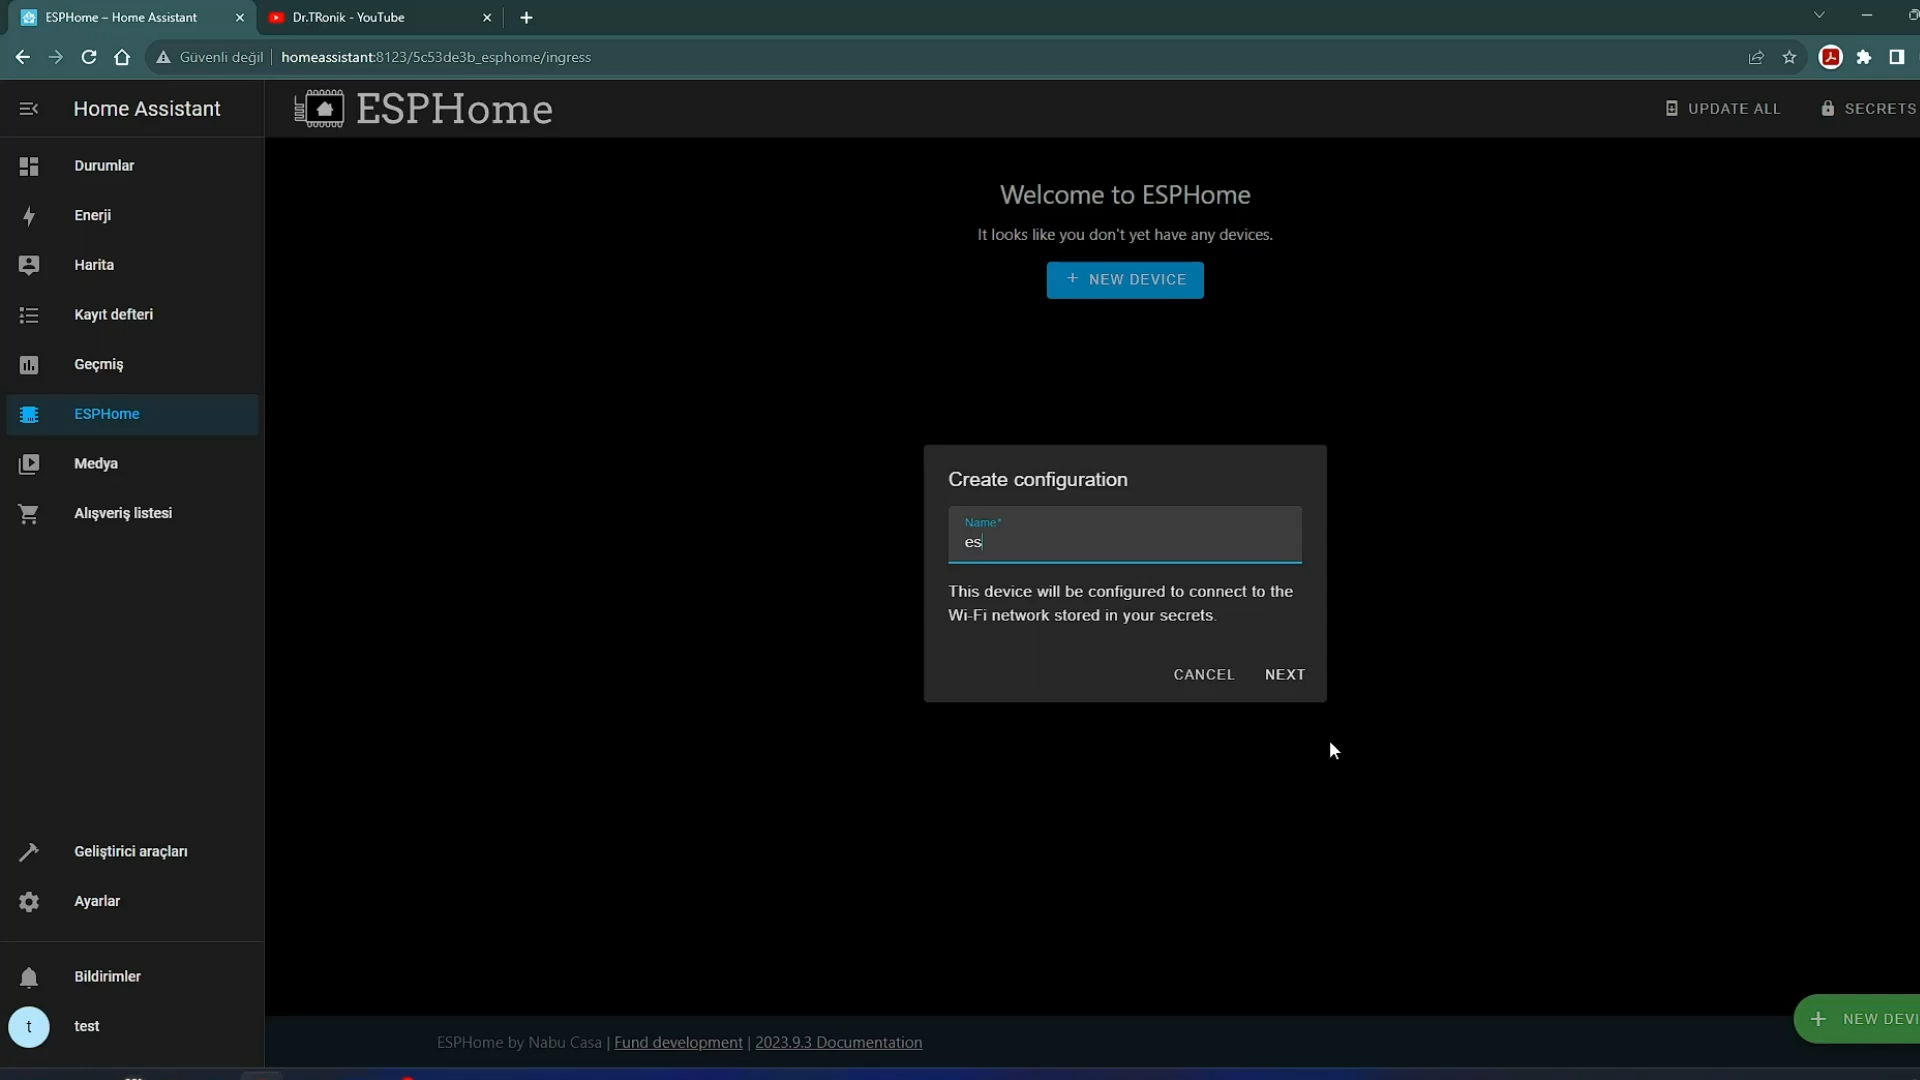 ESPHome – Home Assistant
Dr.TRonik - YouTube
Güvenli değil
homeassistant:8123/5c53de3b_esphome/ingress
Home Assistant
ESPHome
UPDATE ALL
SECRETS
Durumlar
Enerji
Harita
Kayıt defteri
Geçmiş
ESPHome
Medya
Alışveriş listesi
Geliştirici araçları
Ayarlar
Bildirimler
t
test
Welcome to ESPHome
It looks like you don't yet have any devices.
+ NEW DEVICE
Create configuration
Name*
es
This device will be configured to connect to the
Wi-Fi network stored in your secrets.
CANCEL
NEXT
+ NEW DEVI
ESPHome by Nabu Casa | Fund development | 2023.9.3 Documentation